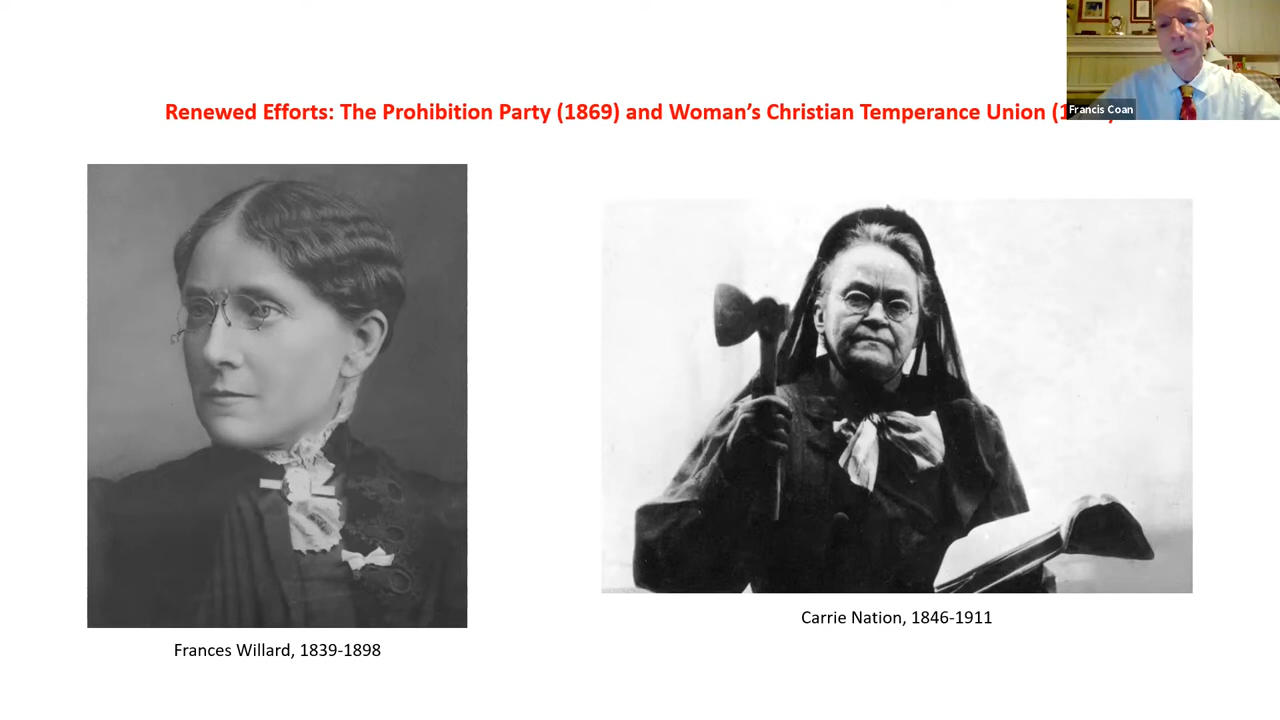 Renewed Efforts: The Prohibition Party (1869) and Woman's Christian Temperance Union (1
Francis Coan
Carrie Nation, 1846-1911
Frances Willard, 1839-1898